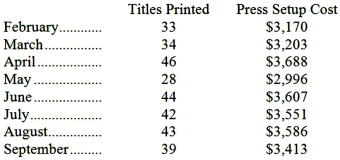 Titles Printed Press Setup Cost
February............. 33 $3,170
March................. 34 $3,203
April.................... 46 $3,688
May .................... 28 $2,996
June .................... 44 $3,607
July..................... 42 $3,551
August................ 43 $3,586
September.......... 39 $3,413